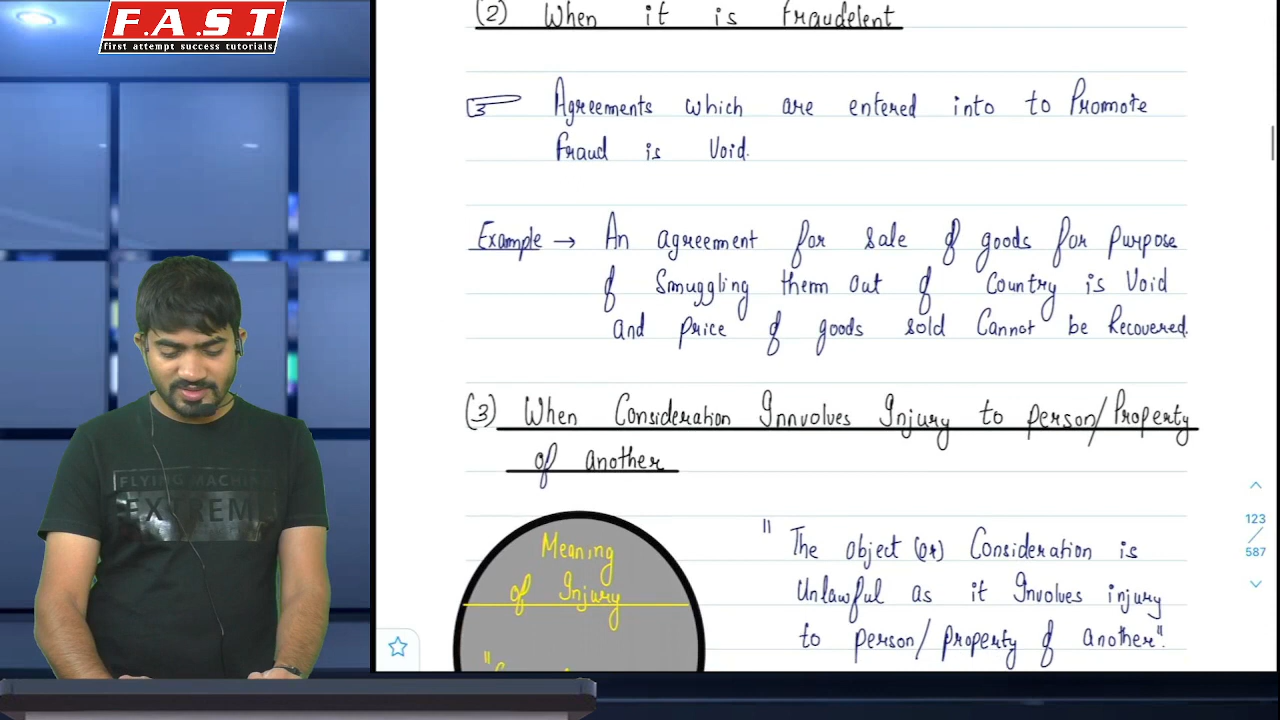 F.A.S.T
first attempt success tutorials
(2) When it is fraudelent
Agreements which are entered into to Promote
fraud is Void.
Example → An agreement for sale of goods for purpose
of Smuggling them out of Country is Void
and price of goods sold Cannot be Recovered.
(3) When Consideration Innvolves Injury to person/Property
of another
Meaning
of Injury
" The object (or) Consideration is
Unlawful as it Involves injury
to person/property of another".
FLYING MACHINE
EXTREME
123
/
587